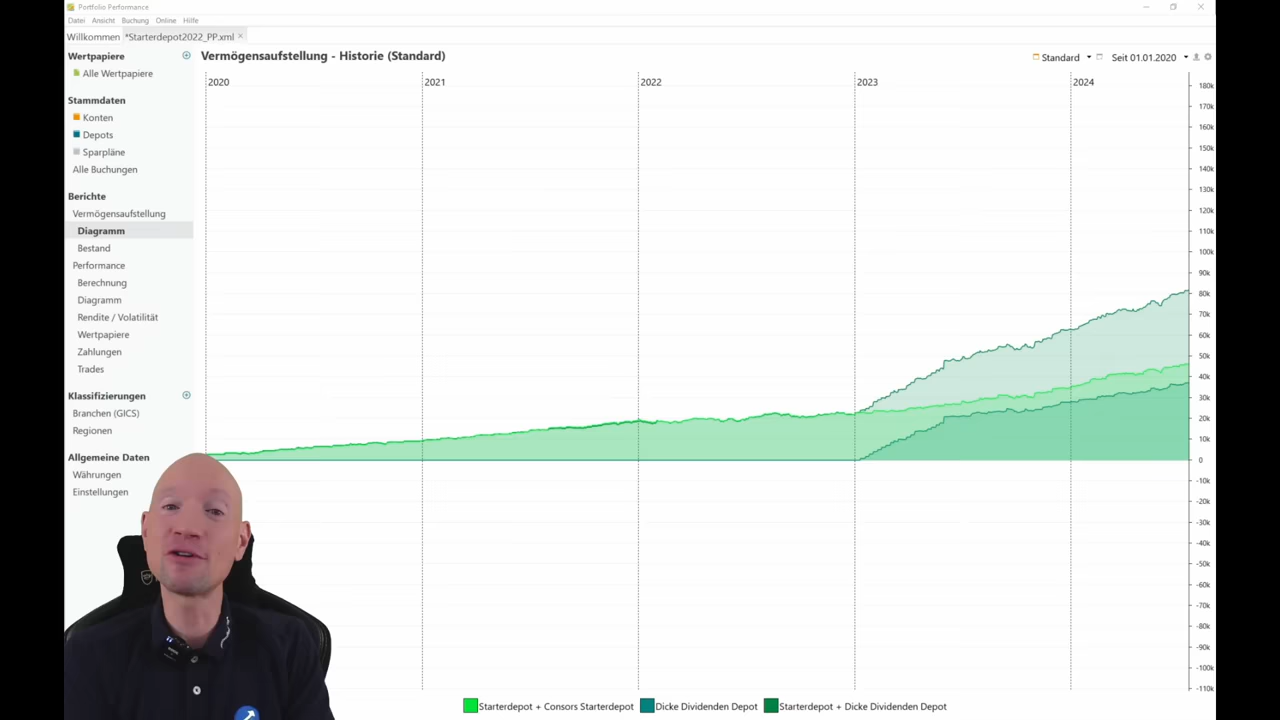 Portfolio Performance
Datei Ansicht Buchung Online Hilfe
Willkommen *Starterdepot2022_PP.xml
Wertpapiere
Alle Wertpapiere
Stammdaten
Konten
Depots
Sparpläne
Alle Buchungen
Berichte
Vermögensaufstellung
Diagramm
Bestand
Performance
Berechnung
Diagramm
Rendite / Volatilität
Wertpapiere
Zahlungen
Trades
Klassifizierungen
Branchen (GICS)
Regionen
Allgemeine Daten
Währungen
Einstellungen
Vermögensaufstellung - Historie (Standard)
Standard Seit 01.01.2020
2020 2021 2022 2023 2024
180k
170k
160k
150k
140k
130k
120k
110k
100k
90k
80k
70k
60k
50k
40k
30k
20k
10k
0
-10k
-20k
-30k
-40k
-50k
-60k
-70k
-80k
-90k
-100k
-110k
Starterdepot + Consors Starterdepot Dicke Dividenden Depot Starterdepot + Dicke Dividenden Depot